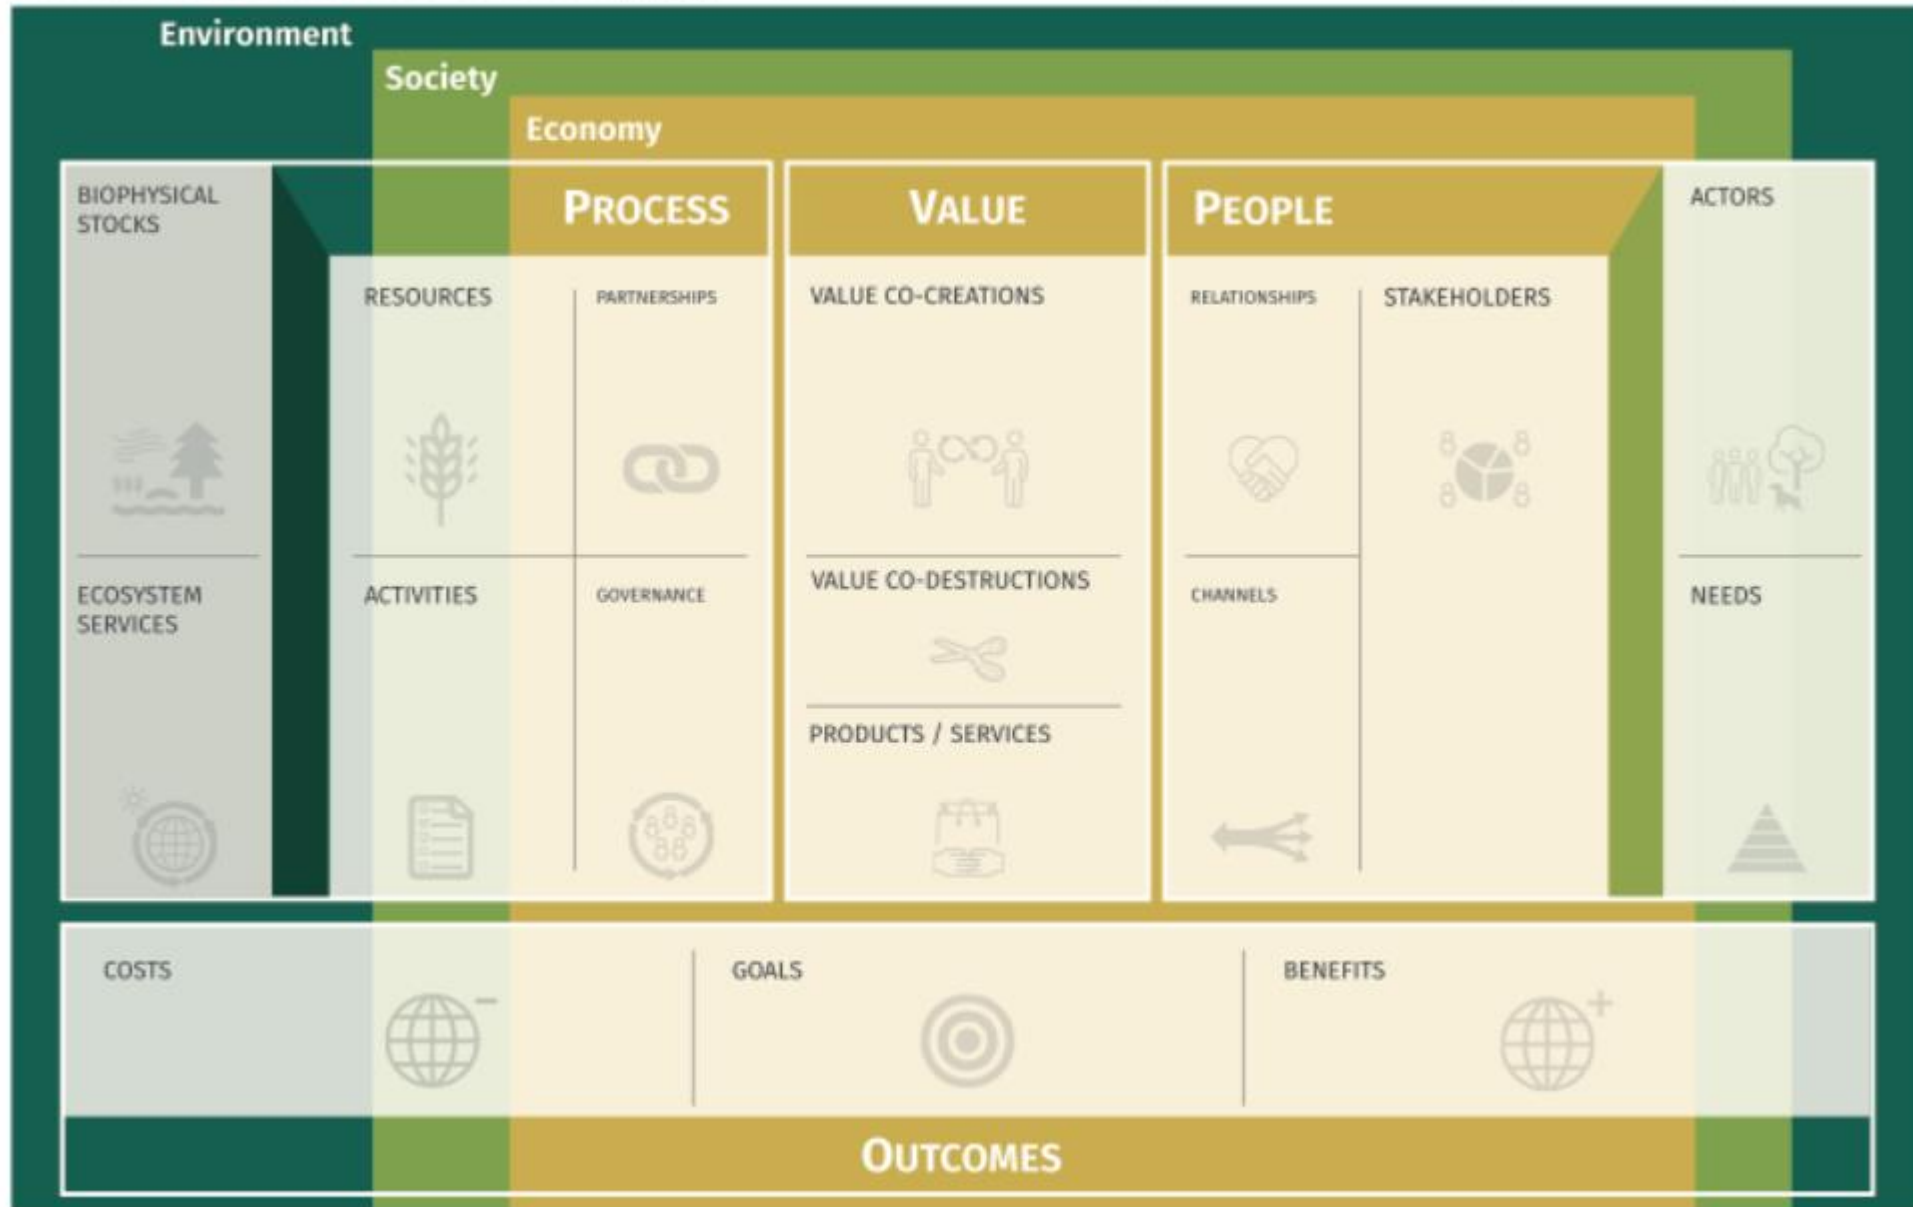 Environment
Society
Economy
PROCESS
VALUE
PEOPLE
BIOPHYSICAL
STOCKS
RESOURCES
PARTNERSHIPS
VALUE CO-CREATIONS
RELATIONSHIPS
STAKEHOLDERS
ACTORS
ECOSYSTEM
SERVICES
ACTIVITIES
GOVERNANCE
VALUE CO-DESTRUCTIONS
PRODUCTS / SERVICES
CHANNELS
NEEDS
COSTS
GOALS
BENEFITS
OUTCOMES